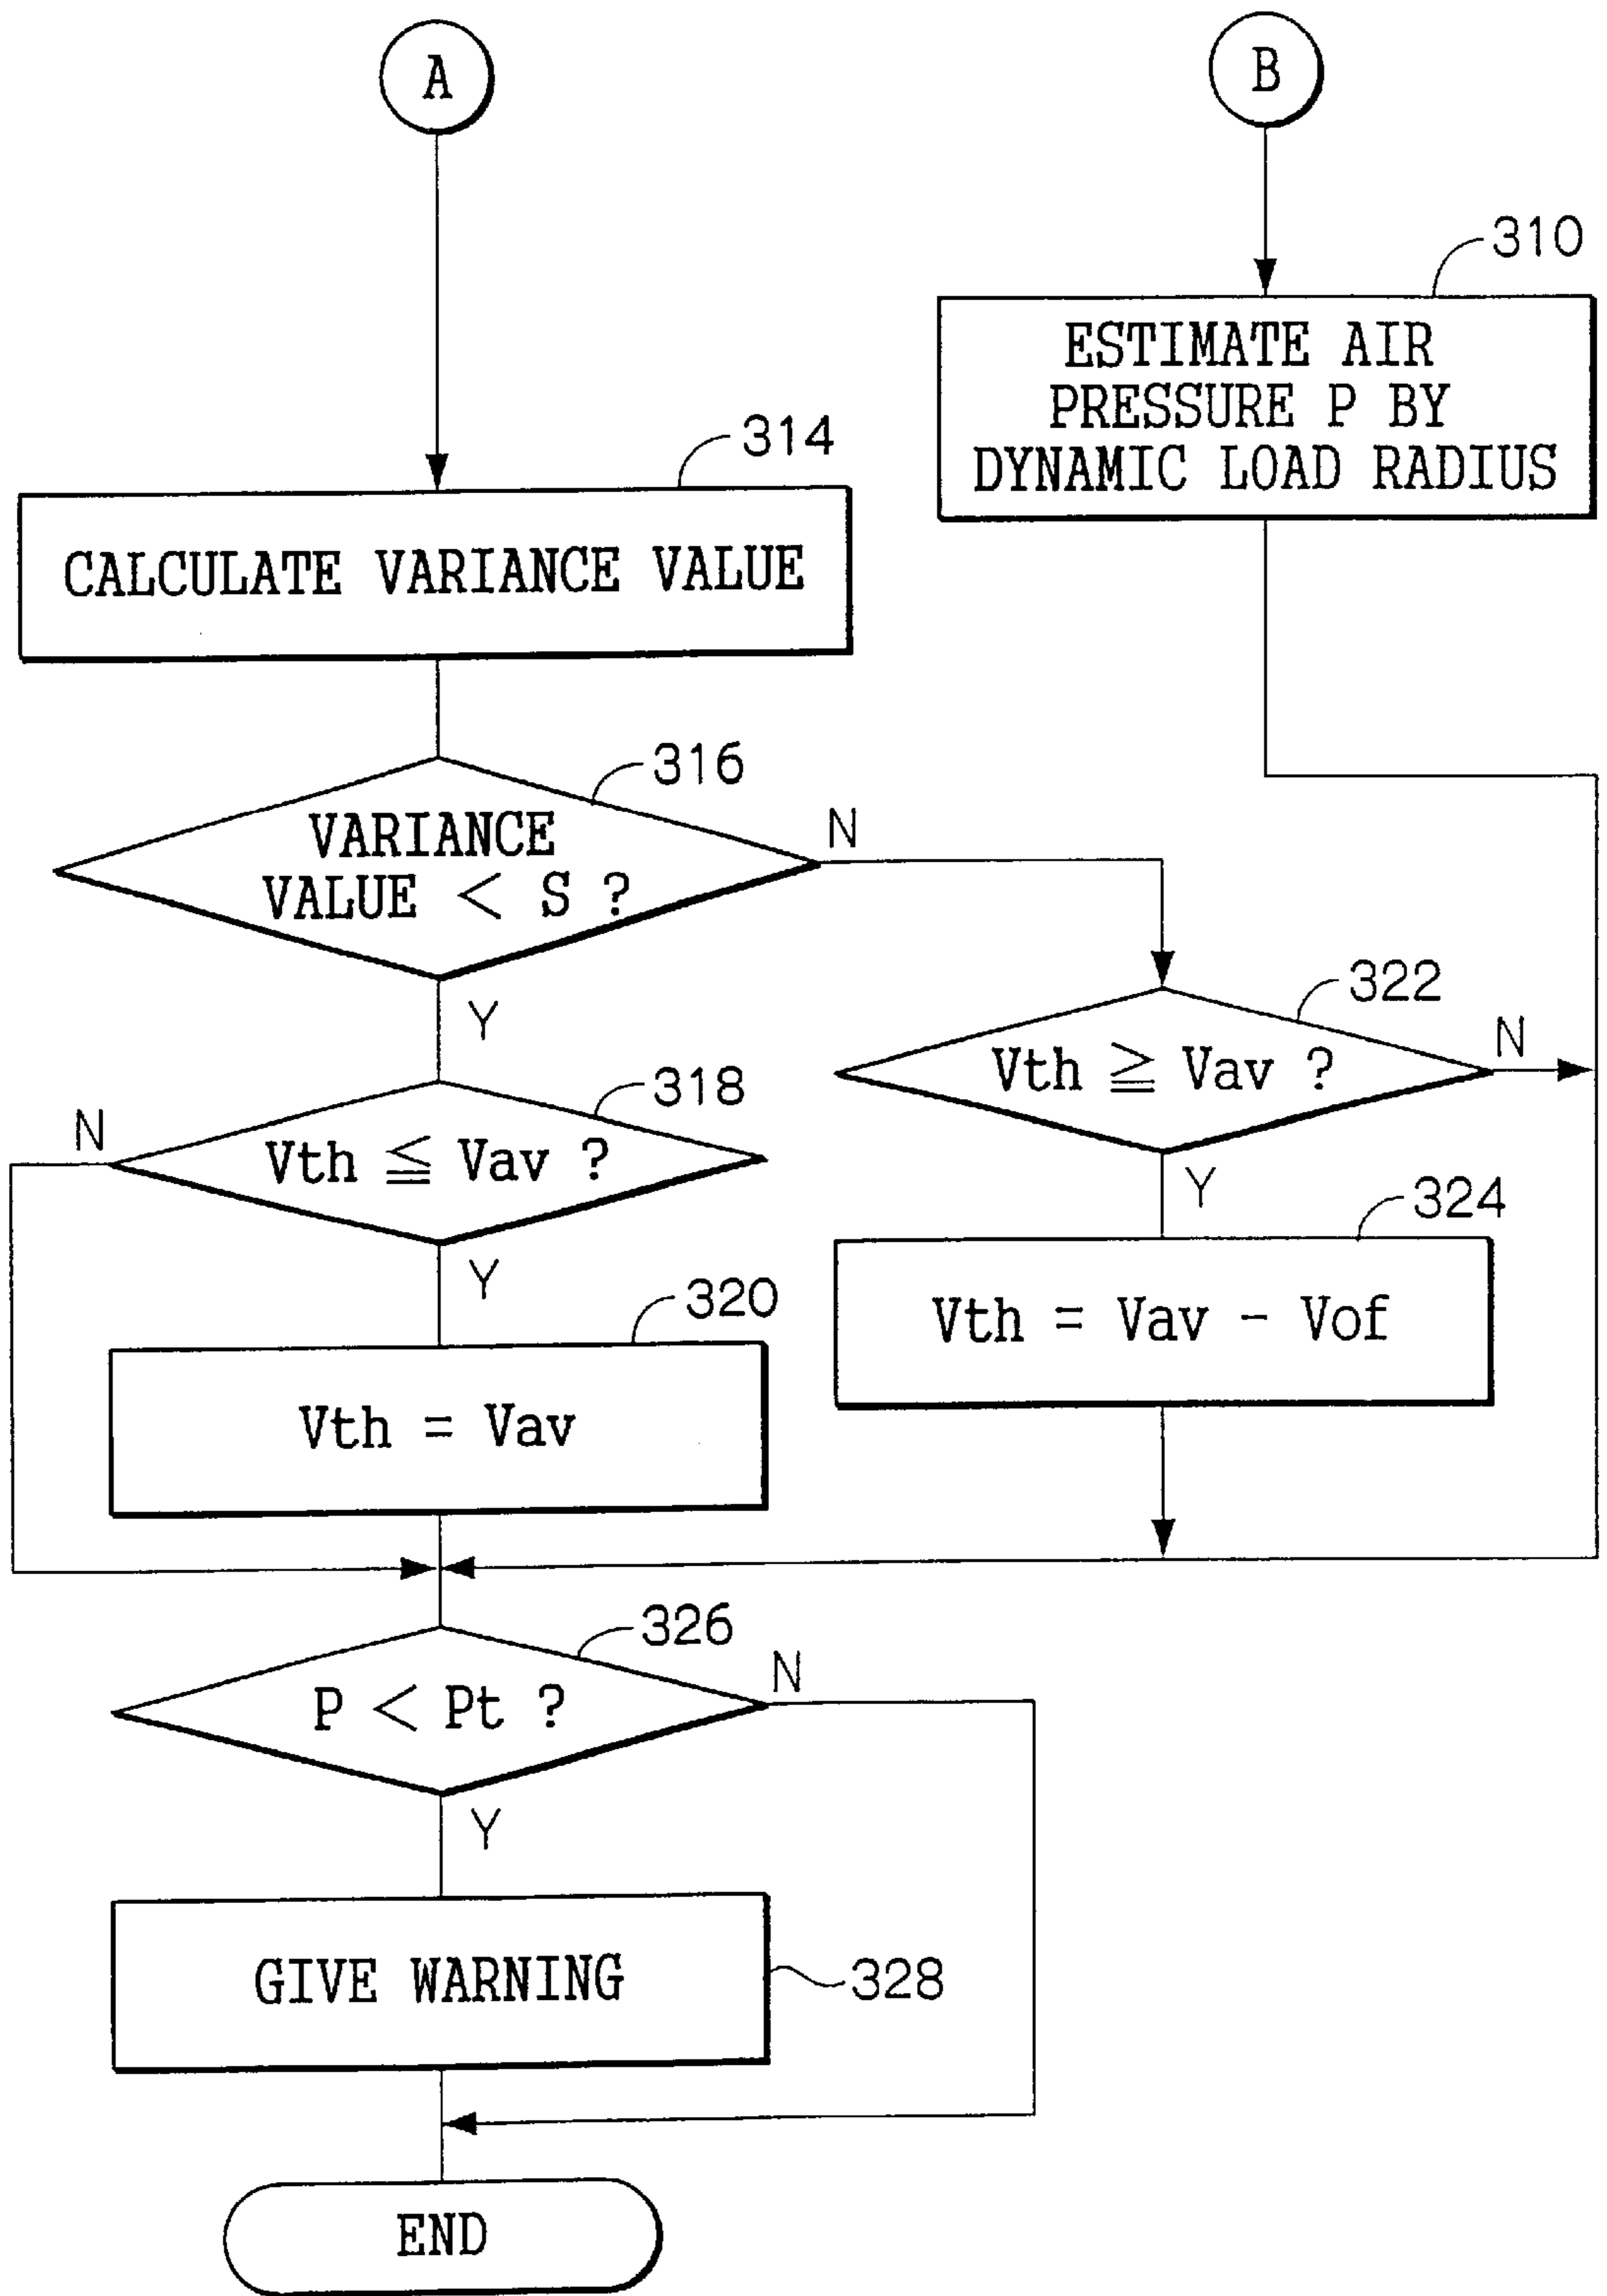 A
B
310
ESTIMATE AIR
PRESSURE P BY
DYNAMIC LOAD RADIUS
314
CALCULATE VARIANCE VALUE
316
VARIANCE
VALUE < S ?
N
Y
322
Vth ≧ Vav ?
N
Y
318
N
Vth ≦ Vav ?
Y
324
Vth = Vav - Vof
320
Vth = Vav
326
P < Pt ?
N
Y
GIVE WARNING
328
END